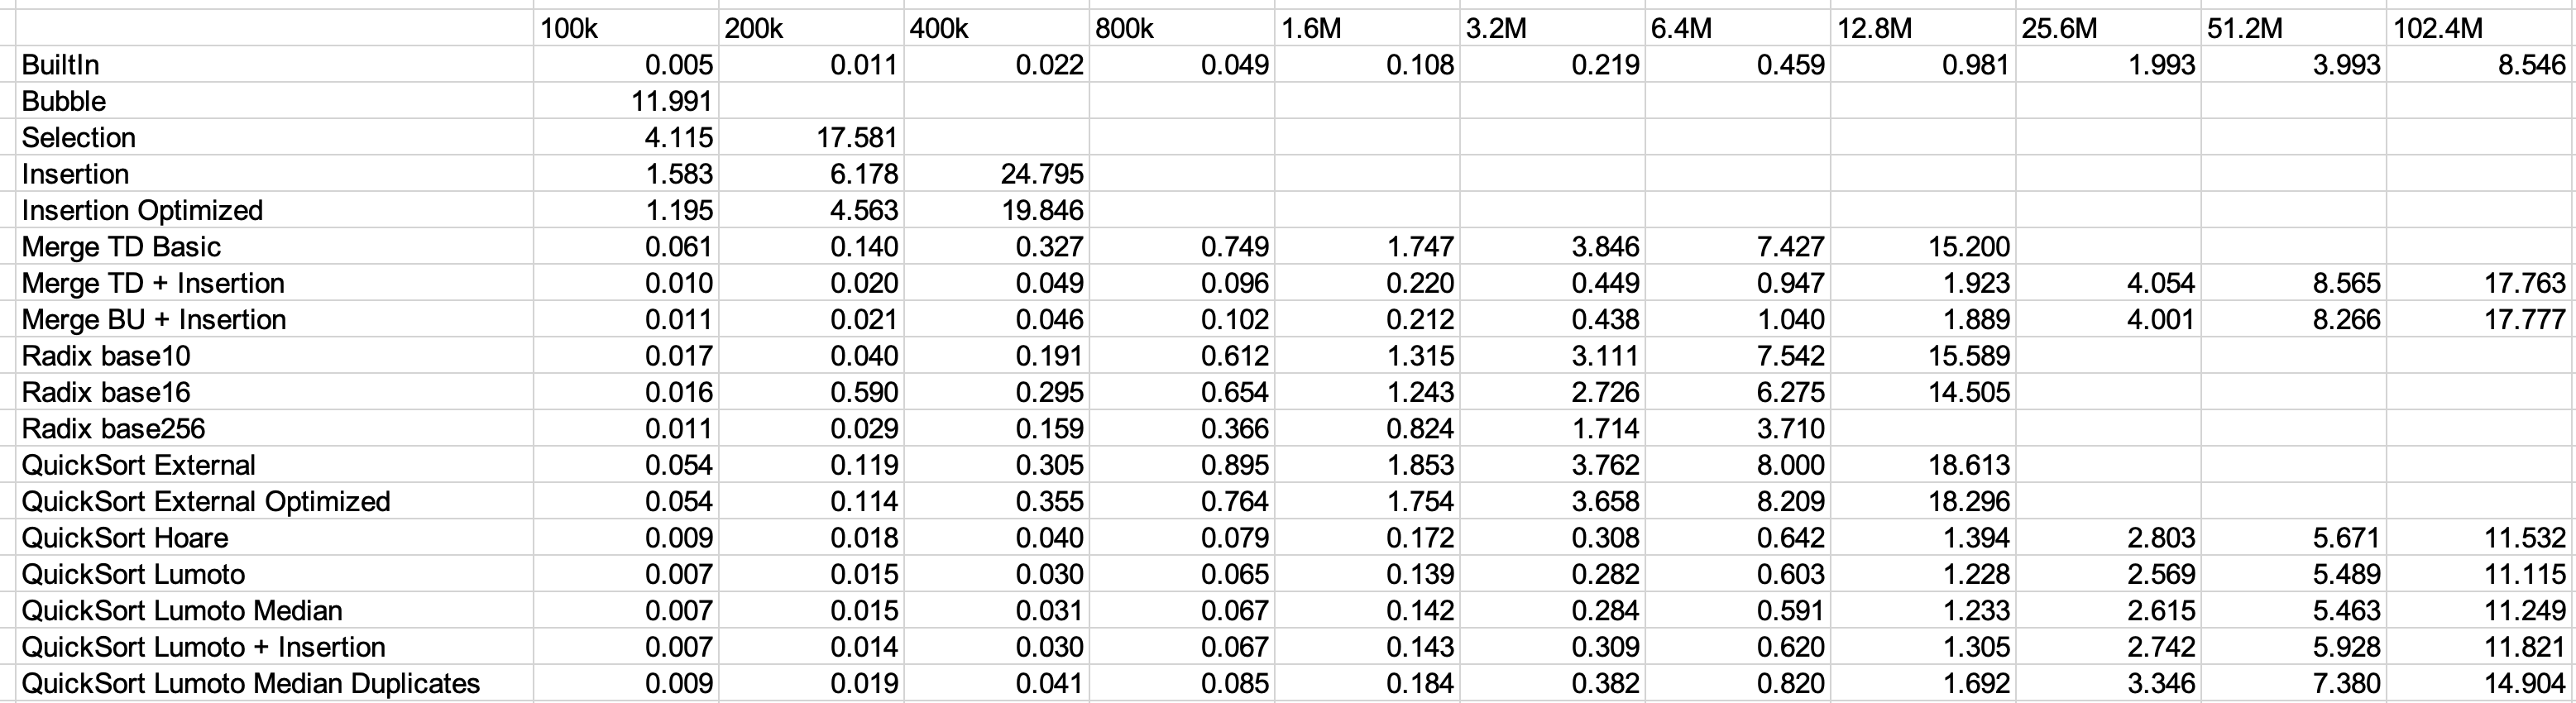 100k 200k 400k 800k 1.6M 3.2M 6.4M 12.8M 25.6M 51.2M 102.4M
BuiltIn 0.005 0.011 0.022 0.049 0.108 0.219 0.459 0.981 1.993 3.993 8.546
Bubble 11.991
Selection 4.115 17.581
Insertion 1.583 6.178 24.795
Insertion Optimized 1.195 4.563 19.846
Merge TD Basic 0.061 0.140 0.327 0.749 1.747 3.846 7.427 15.200
Merge TD + Insertion 0.010 0.020 0.049 0.096 0.220 0.449 0.947 1.923 4.054 8.565 17.763
Merge BU + Insertion 0.011 0.021 0.046 0.102 0.212 0.438 1.040 1.889 4.001 8.266 17.777
Radix base10 0.017 0.040 0.191 0.612 1.315 3.111 7.542 15.589
Radix base16 0.016 0.590 0.295 0.654 1.243 2.726 6.275 14.505
Radix base256 0.011 0.029 0.159 0.366 0.824 1.714 3.710
QuickSort External 0.054 0.119 0.305 0.895 1.853 3.762 8.000 18.613
QuickSort External Optimized 0.054 0.114 0.355 0.764 1.754 3.658 8.209 18.296
QuickSort Hoare 0.009 0.018 0.040 0.079 0.172 0.308 0.642 1.394 2.803 5.671 11.532
QuickSort Lumoto 0.007 0.015 0.030 0.065 0.139 0.282 0.603 1.228 2.569 5.489 11.115
QuickSort Lumoto Median 0.007 0.015 0.031 0.067 0.142 0.284 0.591 1.233 2.615 5.463 11.249
QuickSort Lumoto + Insertion 0.007 0.014 0.030 0.067 0.143 0.309 0.620 1.305 2.742 5.928 11.821
QuickSort Lumoto Median Duplicates 0.009 0.019 0.041 0.085 0.184 0.382 0.820 1.692 3.346 7.380 14.904